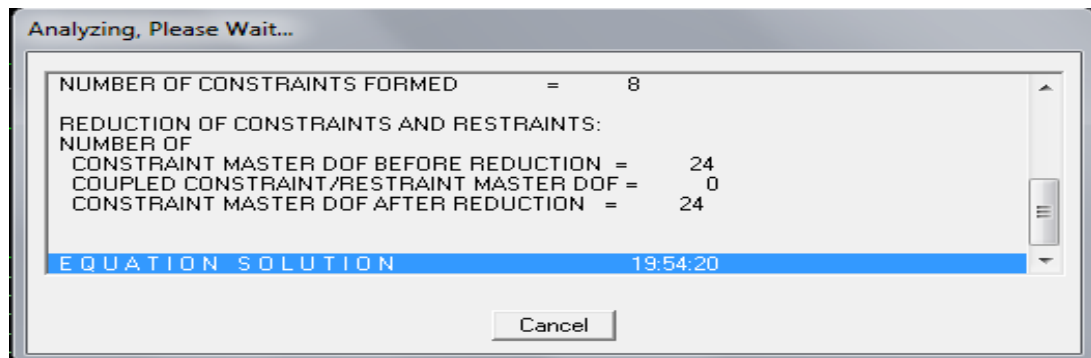 Analyzing, Please Wait...
NUMBER OF CONSTRAINTS FORMED = 8
REDUCTION OF CONSTRAINTS AND RESTRAINTS:
NUMBER OF
CONSTRAINT MASTER DOF BEFORE REDUCTION = 24
COUPLED CONSTRAINT/RESTRAINT MASTER DOF = 0
CONSTRAINT MASTER DOF AFTER REDUCTION = 24
E Q U A T I O N   S O L U T I O N 19:54:20
Cancel